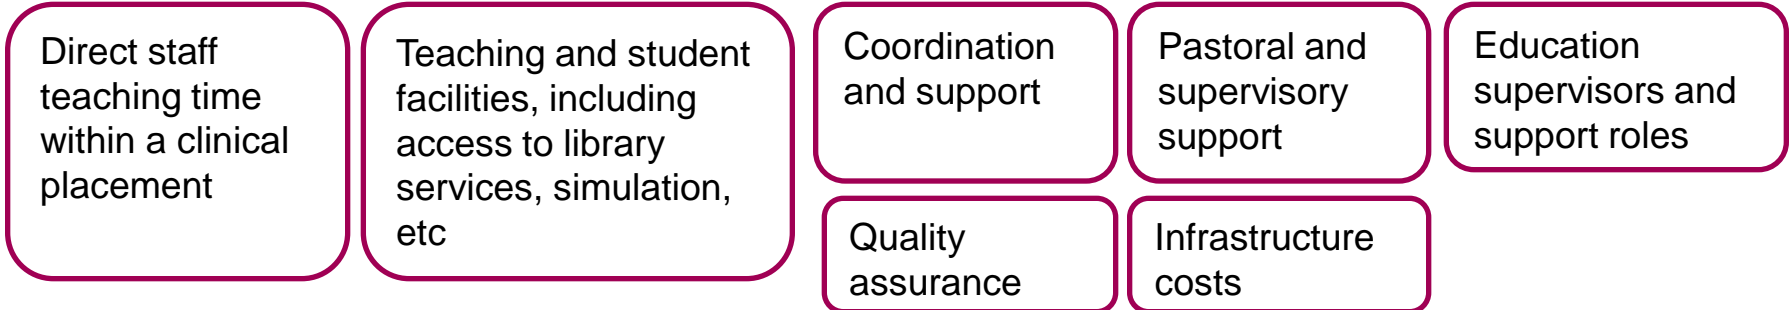 Direct staff
teaching time
within a clinical
placement
Teaching and student
facilities, including
access to library
services, simulation,
etc
Coordination
and support
Pastoral and
supervisory
support
Education
supervisors and
support roles
Quality
assurance
Infrastructure
costs